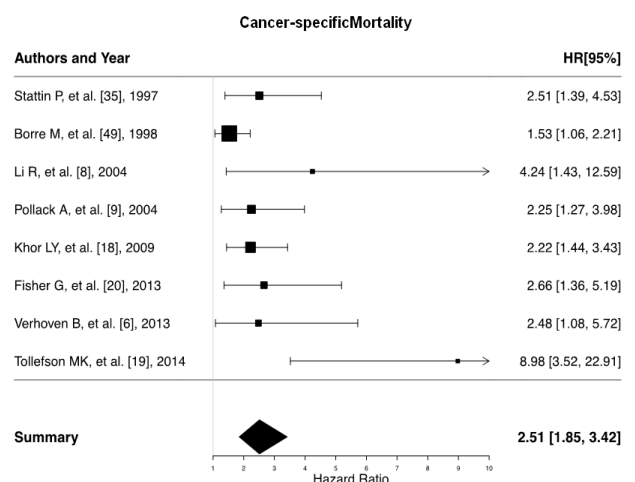 Cancer-specificMortality
Authors and Year HR[95%]
Stattin P, et al. [35], 1997 2.51 [1.39, 4.53]
Borre M, et al. [49], 1998 1.53 [1.06, 2.21]
Li R, et al. [8], 2004 4.24 [1.43, 12.59]
Pollack A, et al. [9], 2004 2.25 [1.27, 3.98]
Khor LY, et al. [18], 2009 2.22 [1.44, 3.43]
Fisher G, et al. [20], 2013 2.66 [1.36, 5.19]
Verhoven B, et al. [6], 2013 2.48 [1.08, 5.72]
Tollefson MK, et al. [19], 2014 8.98 [3.52, 22.91]
Summary 2.51 [1.85, 3.42]
1 2 3 4 5 6 7 8 9 10
Hazard Ratio